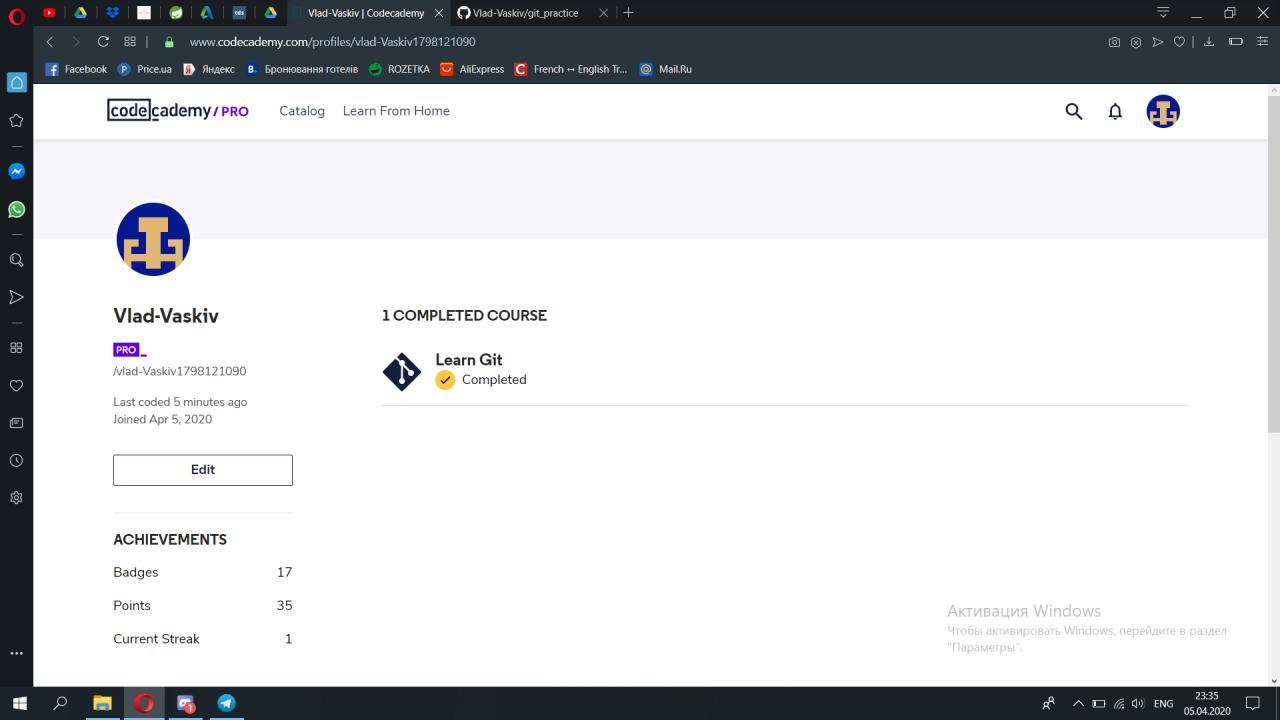 Vlad-Vaskiv | Codecademy
Vlad-Vaskiv/git_practice
www.codecademy.com/profiles/vlad-Vaskiv1798121090
Facebook
Price.ua
Яндекс
Бронювання готелів
ROZETKA
AliExpress
French ↔ English Tr...
Mail.Ru
codecademy / PRO
Catalog
Learn From Home
Vlad-Vaskiv
PRO
/vlad-Vaskiv1798121090
Last coded 5 minutes ago
Joined Apr 5, 2020
Edit
ACHIEVEMENTS
Badges 17
Points 35
Current Streak 1
1 COMPLETED COURSE
Learn Git
Completed
Активация Windows
Чтобы активировать Windows, перейдите в раздел
"Параметры".
1
ENG
23:35
05.04.2020